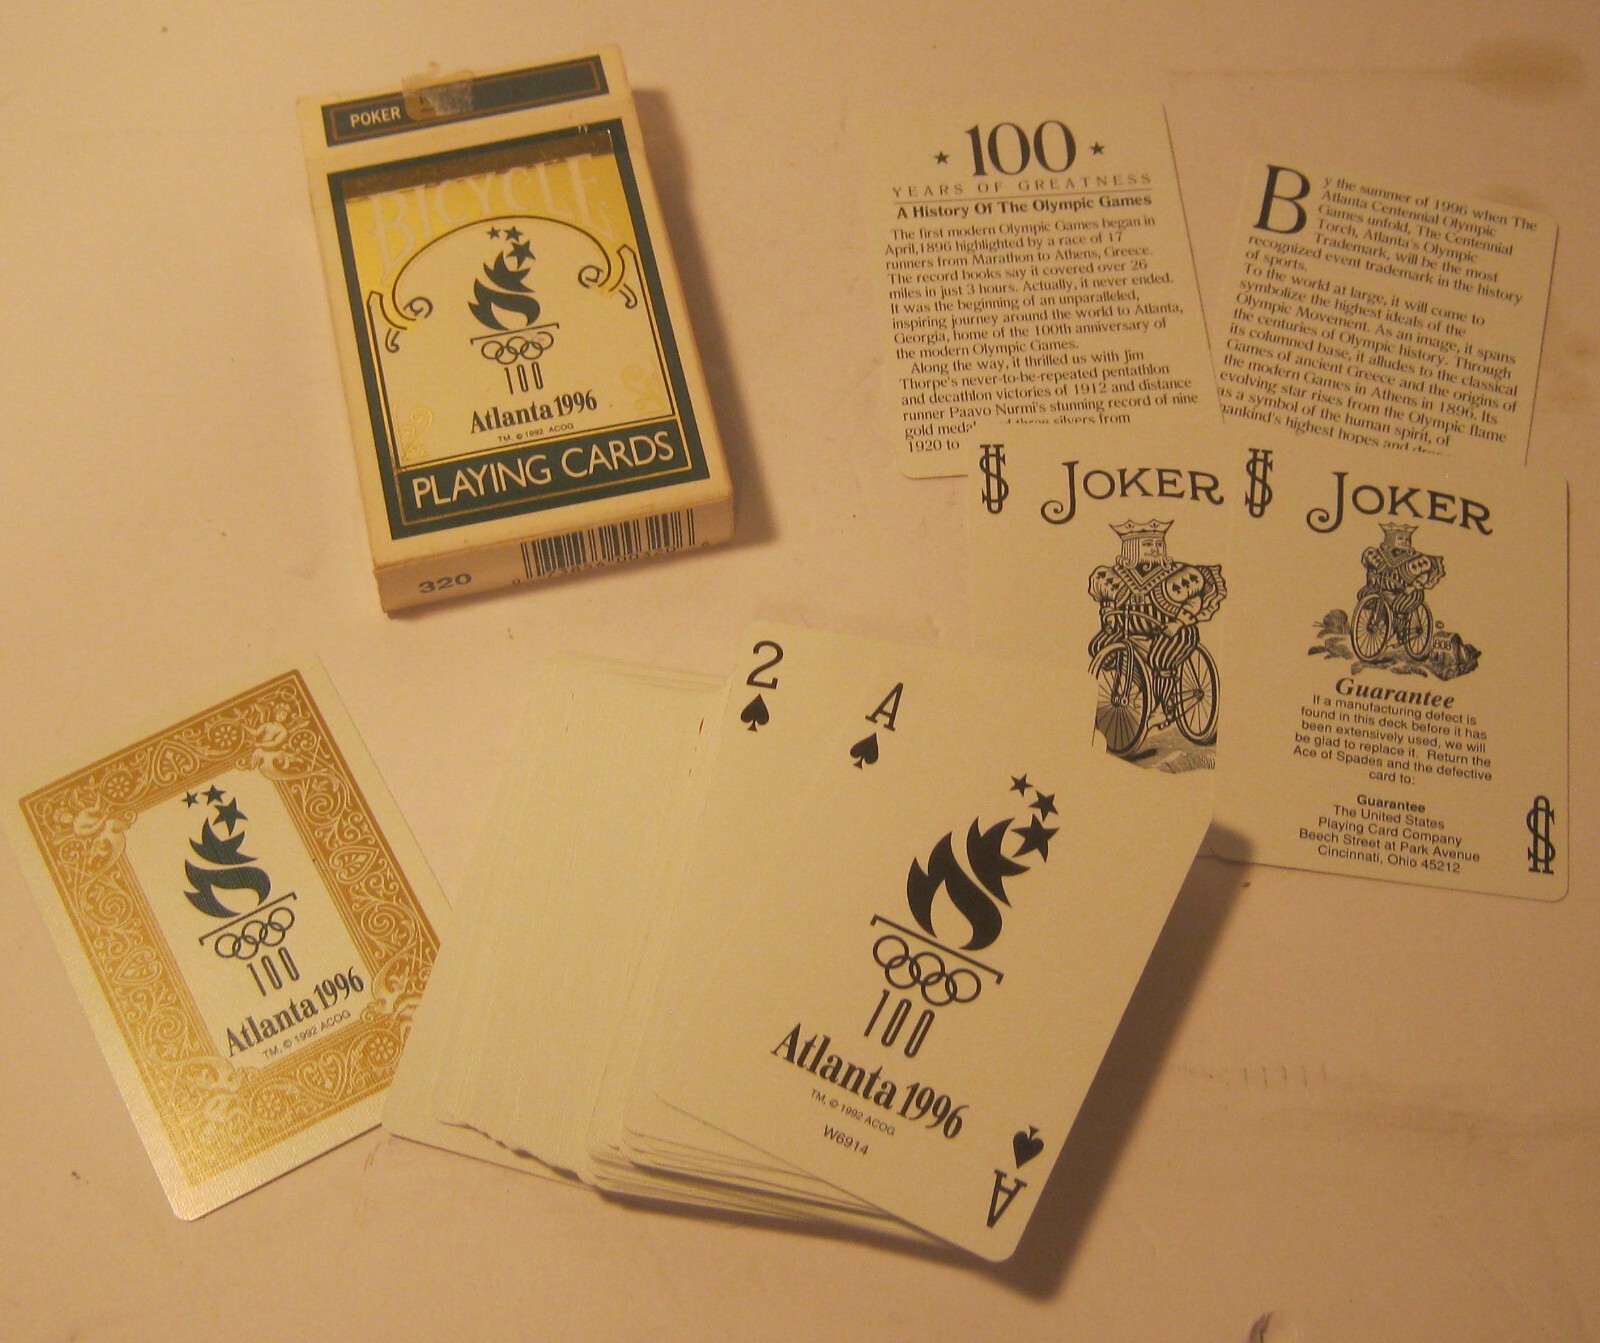 POKER
BICYCLE
100
Atlanta 1996
TM. © 1992 ACOG
PLAYING CARDS
320
100
YEARS OF GREATNESS
A History Of The Olympic Games
The first modern Olympic Games began in
April,1896 highlighted by a race of 17
runners from Marathon to Athens, Greece.
The record books say it covered over 26
miles in just 3 hours. Actually, it never ended.
It was the beginning of an unparalleled,
inspiring journey around the world to Atlanta,
Georgia, home of the 100th anniversary of
the modern Olympic Games.
Along the way, it thrilled us with Jim
Thorpe's never-to-be-repeated pentathlon
and decathlon victories of 1912 and distance
runner Paavo Nurmi's stunning record of nine
gold medal and three silvers from
1920 to
By the summer of 1996 when The
Atlanta Centennial Olympic
Games unfold, The Centennial
Torch, Atlanta's Olympic
Trademark, will be the most
recognized event trademark in the history
of sports.
To the world at large, it will come to
symbolize the highest ideals of the
Olympic Movement. As an image, it spans
the centuries of Olympic history. Through
its columned base, it alludes to the classical
Games of ancient Greece and the origins of
the modern Games in Athens in 1896. Its
evolving star rises from the Olympic flame
as a symbol of the human spirit, of
mankind's highest hopes and
JOKER
JOKER
808
Guarantee
If a manufacturing defect is
found in this deck before it has
been extensively used, we will
be glad to replace it. Return the
Ace of Spades and the defective
card to:
Guarantee
The United States
Playing Card Company
Beech Street at Park Avenue
Cincinnati, Ohio 45212
2
A
100
Atlanta 1996
TM, © 1992 ACOG
W6914
A
100
Atlanta 1996
TM, © 1992 ACOG